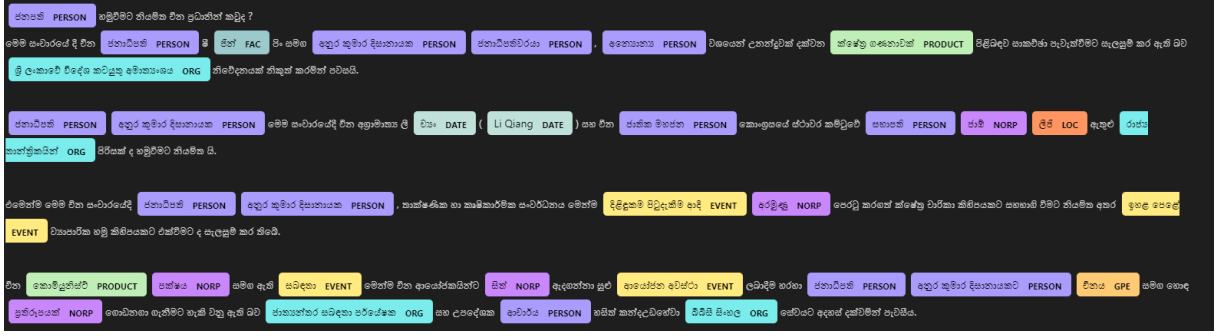 ජනපති PERSON හමුවීමට නියමිත චීන ප්‍රධානින් කවුද ?
මෙම සංචාරයේ දී චීන ජනාධිපති PERSON ෂී ජින් FAC පිං සමග අනුර කුමාර දිසානායක PERSON ජනාධිපතිවරයා PERSON , අන්‍යොන්‍ය PERSON වශයෙන් උනන්දුවක් දක්වන ක්ෂේත්‍ර ගණනාවක් PRODUCT පිළිබඳව සාකච්ඡා පැවැත්වීමට සැලසුම් කර ඇති බව
ශ්‍රී ලංකාවේ විදේශ කටයුතු අමාත්‍යංශය ORG නිවේදනයක් නිකුත් කරමින් පවසයි.
ජනාධිපති PERSON අනුර කුමාර දිසානායක PERSON මෙම සංචාරයේදී චීන අග්‍රාමාත්‍ය ලී ච්‍යං DATE ( Li Qiang DATE ) සහ චීන ජාතික මහජන PERSON කොංග්‍රසයේ ස්ථාවර කමිටුවේ සභාපති PERSON ජාඕ NORP ලීජී LOC ඇතුළු රාජ්‍ය
තාන්ත්‍රිකයින් ORG පිරිසක් ද හමුවීමට නියමිත යි.
එමෙන්ම මෙම චීන සංචාරයේදී ජනාධිපති PERSON අනුර කුමාර දිසානායක PERSON , තාක්ෂණික හා කෘෂිකාර්මික සංවර්ධනය මෙන්ම දිළිඳුකම පිටුදැකීම ආදී EVENT අරමුණු NORP පෙරටු කරගත් ක්ෂේත්‍ර චාරිකා කිහිපයකට සහභාගි වීමට නියමිත අතර ඉහළ පෙළේ
EVENT ව්‍යාපාරික හමු කිහිපයකට එක්වීමට ද සැලසුම් කර තිබේ.
චීන කොමියුනිස්ට් PRODUCT පක්ෂය NORP සමග ඇති සබඳතා EVENT මෙන්ම චීන ආයෝජකයින්ට සිත් NORP ඇදගන්නා සුළු ආයෝජන අවස්ථා EVENT ලබාදීම හරහා ජනාධිපති PERSON අනුර කුමාර දිසානායකට PERSON චීනය GPE සමග හොඳ
ප්‍රතිරූපයක් NORP ගොඩනගා ගැනීමට හැකි වනු ඇති බව ජාත්‍යන්තර සබඳතා පර්යේෂක ORG සහ උපදේශක ආචාර්ය PERSON හසිත් කන්දඋඩහේවා බීබීසී සිංහල ORG සේවයට අදහස් දක්වමින් පැවසීය.